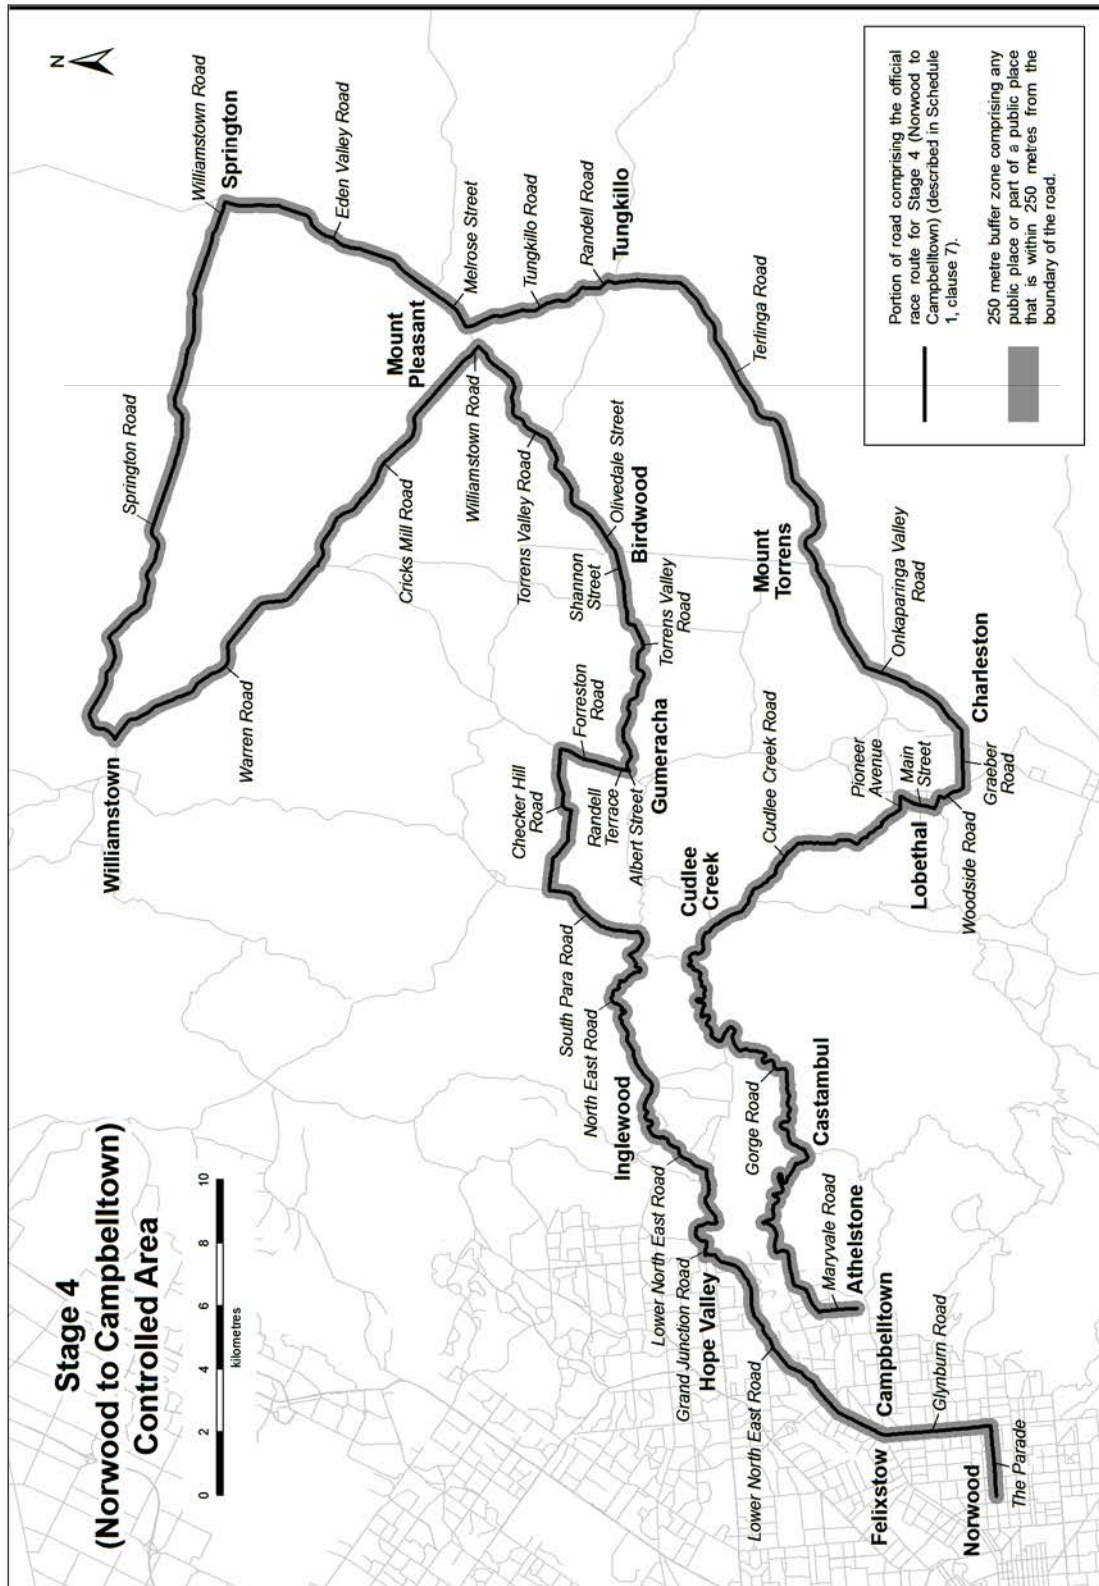 Stage 4
(Norwood to Campbelltown)
Controlled Area
0 2 4 6 8 10
kilometres
N
Williamstown
Springton Road
Williamstown Road
Springton
Eden Valley Road
Warren Road
Cricks Mill Road
Mount
Pleasant
Melrose Street
Williamstown Road
Tungkillo Road
Randell Road
Tungkillo
Torrens Valley Road
Olivedale Street
Birdwood
Shannon
Street
Torrens Valley
Road
Forreston
Road
Checker Hill
Road
Randell
Terrace
Albert Street
Gumeracha
South Para Road
North East Road
Inglewood
Lower North East Road
Grand Junction Road
Hope Valley
Lower North East Road
Felixstow
Campbelltown
Glynburn Road
Norwood
The Parade
Terlinga Road
Mount
Torrens
Onkaparinga Valley
Road
Charleston
Graeber
Road
Woodside Road
Main
Street
Pioneer
Avenue
Lobethal
Cudlee Creek Road
Cudlee
Creek
Gorge Road
Castambul
Maryvale Road
Athelstone
Portion of road comprising the official
race route for Stage 4 (Norwood to
Campbelltown) (described in Schedule
1, clause 7).
250 metre buffer zone comprising any
public place or part of a public place
that is within 250 metres from the
boundary of the road.